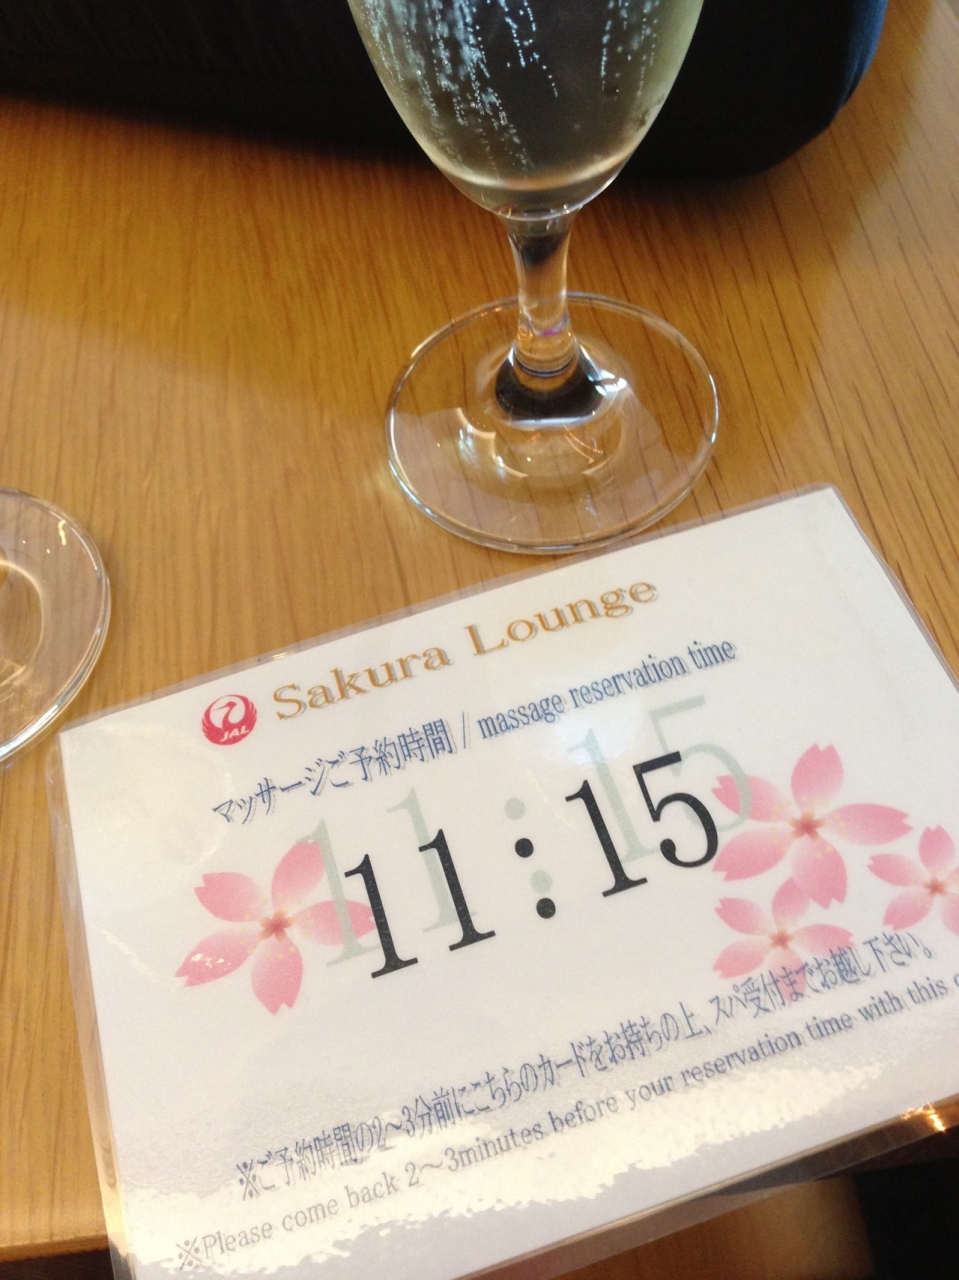 JAL Sakura Lounge
マッサージご予約時間 / massage reservation time
11:15
※ご予約時間の2～3分前にこちらのカードをお持ちの上、スパ受付までお越し下さい。
※Please come back 2～3minutes before your reservation time with this